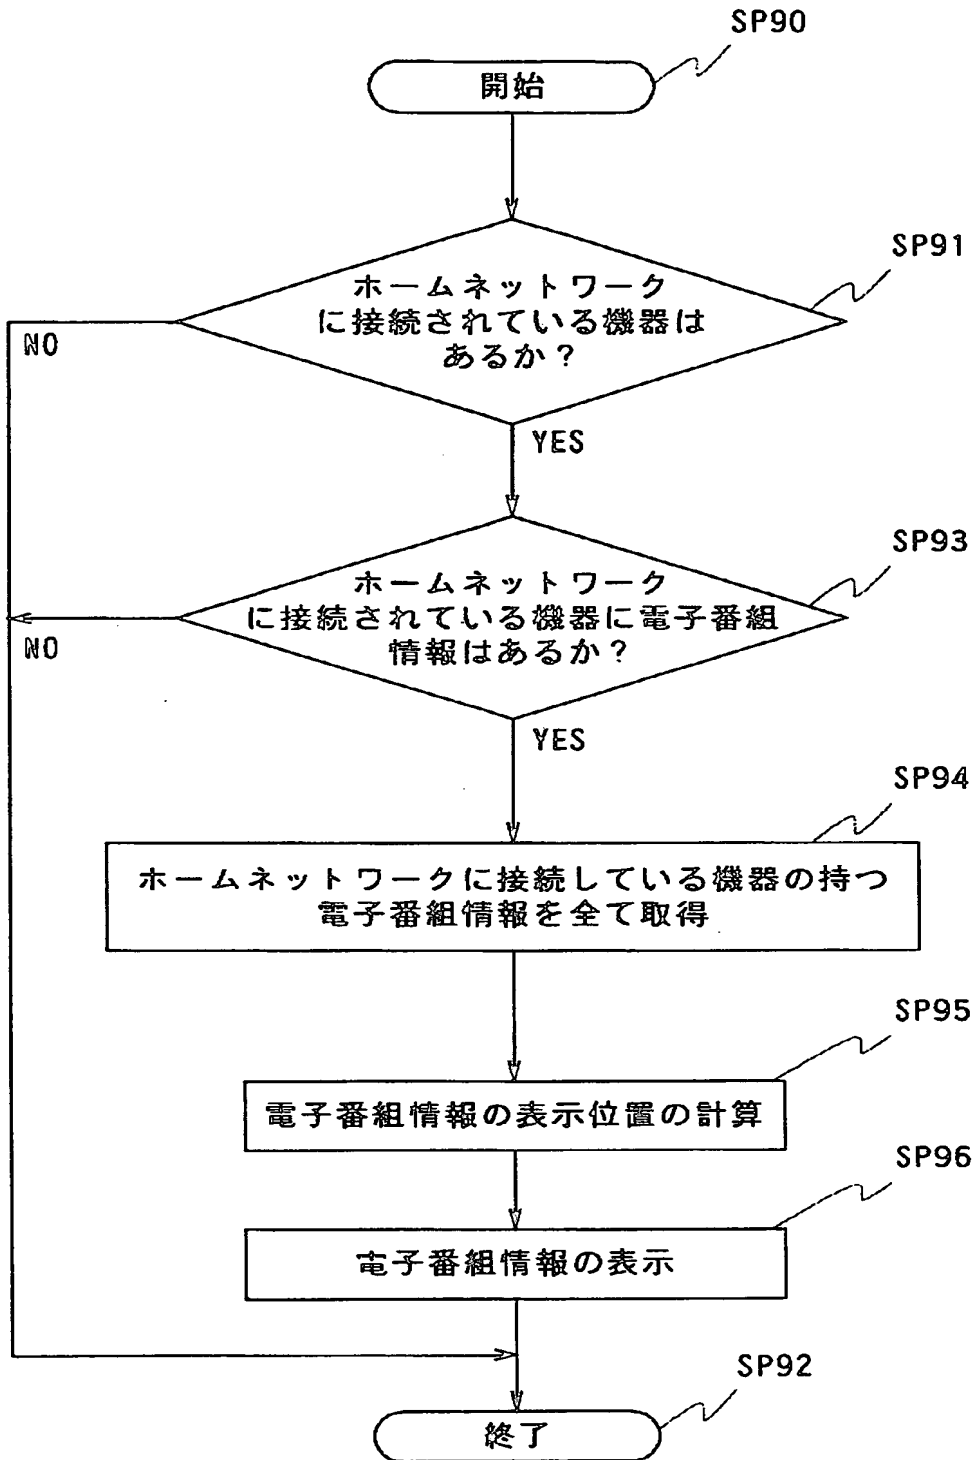 SP90
開始
SP91
ホームネットワーク
に接続されている機器は
あるか？
NO
YES
SP93
ホームネットワーク
に接続されている機器に電子番組
情報はあるか？
NO
YES
SP94
ホームネットワークに接続している機器の持つ
電子番組情報を全て取得
SP95
電子番組情報の表示位置の計算
SP96
電子番組情報の表示
SP92
終了